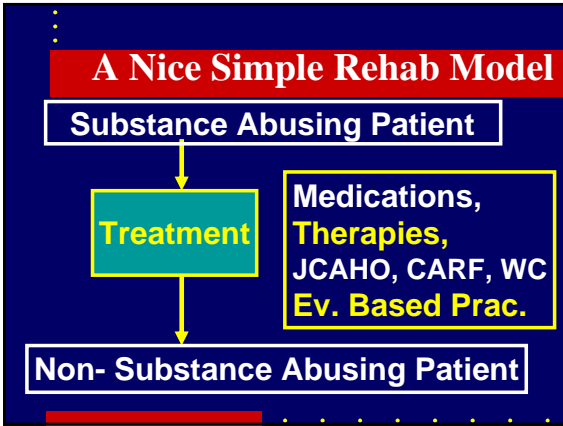 A Nice Simple Rehab Model
Substance Abusing Patient
Treatment
Medications,
Therapies,
JCAHO, CARF, WC
Ev. Based Prac.
Non- Substance Abusing Patient